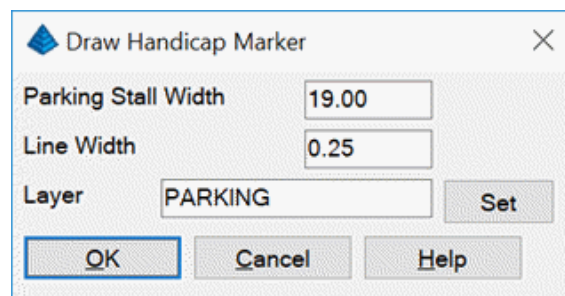 Draw Handicap Marker
Parking Stall Width 19.00
Line Width 0.25
Layer PARKING Set
OK Cancel Help